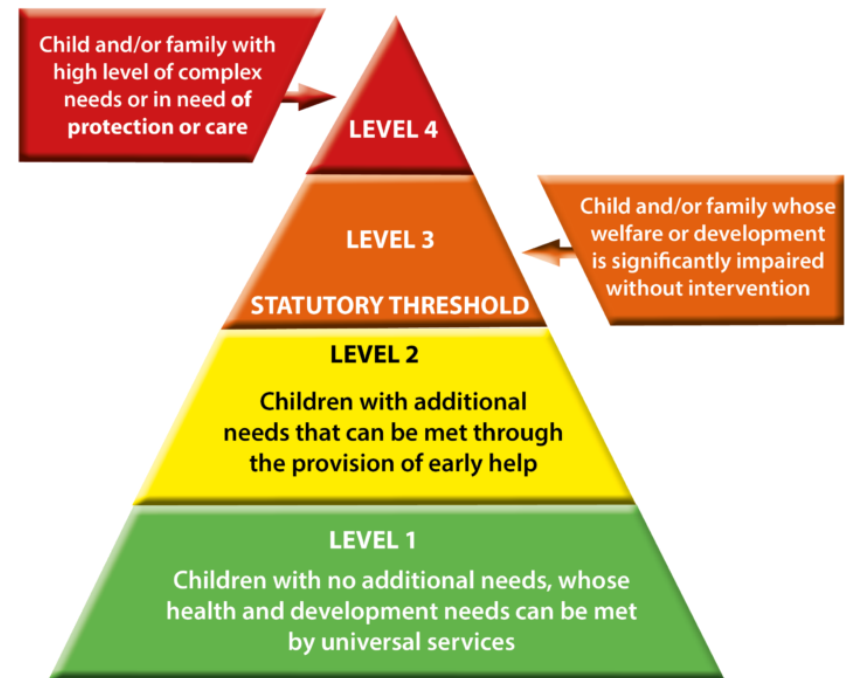 Child and/or family with
high level of complex
needs or in need of
protection or care
LEVEL 4
LEVEL 3
STATUTORY THRESHOLD
Child and/or family whose
welfare or development
is significantly impaired
without intervention
LEVEL 2
Children with additional
needs that can be met through
the provision of early help
LEVEL 1
Children with no additional needs, whose
health and development needs can be met
by universal services